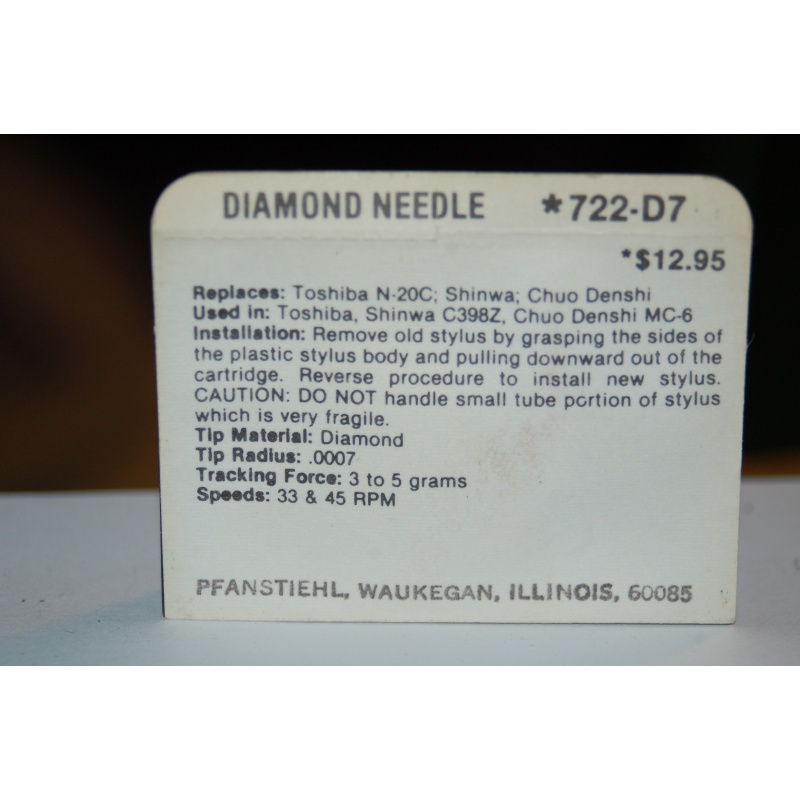 DIAMOND NEEDLE *722-D7
*$12.95
Replaces: Toshiba N-20C; Shinwa; Chuo Denshi
Used in: Toshiba, Shinwa C398Z, Chuo Denshi MC-6
Installation: Remove old stylus by grasping the sides of
the plastic stylus body and pulling downward out of the
cartridge. Reverse procedure to install new stylus.
CAUTION: DO NOT handle small tube portion of stylus
which is very fragile.
Tip Material: Diamond
Tip Radius: .0007
Tracking Force: 3 to 5 grams
Speeds: 33 & 45 RPM
PFANSTIEHL, WAUKEGAN, ILLINOIS, 60085